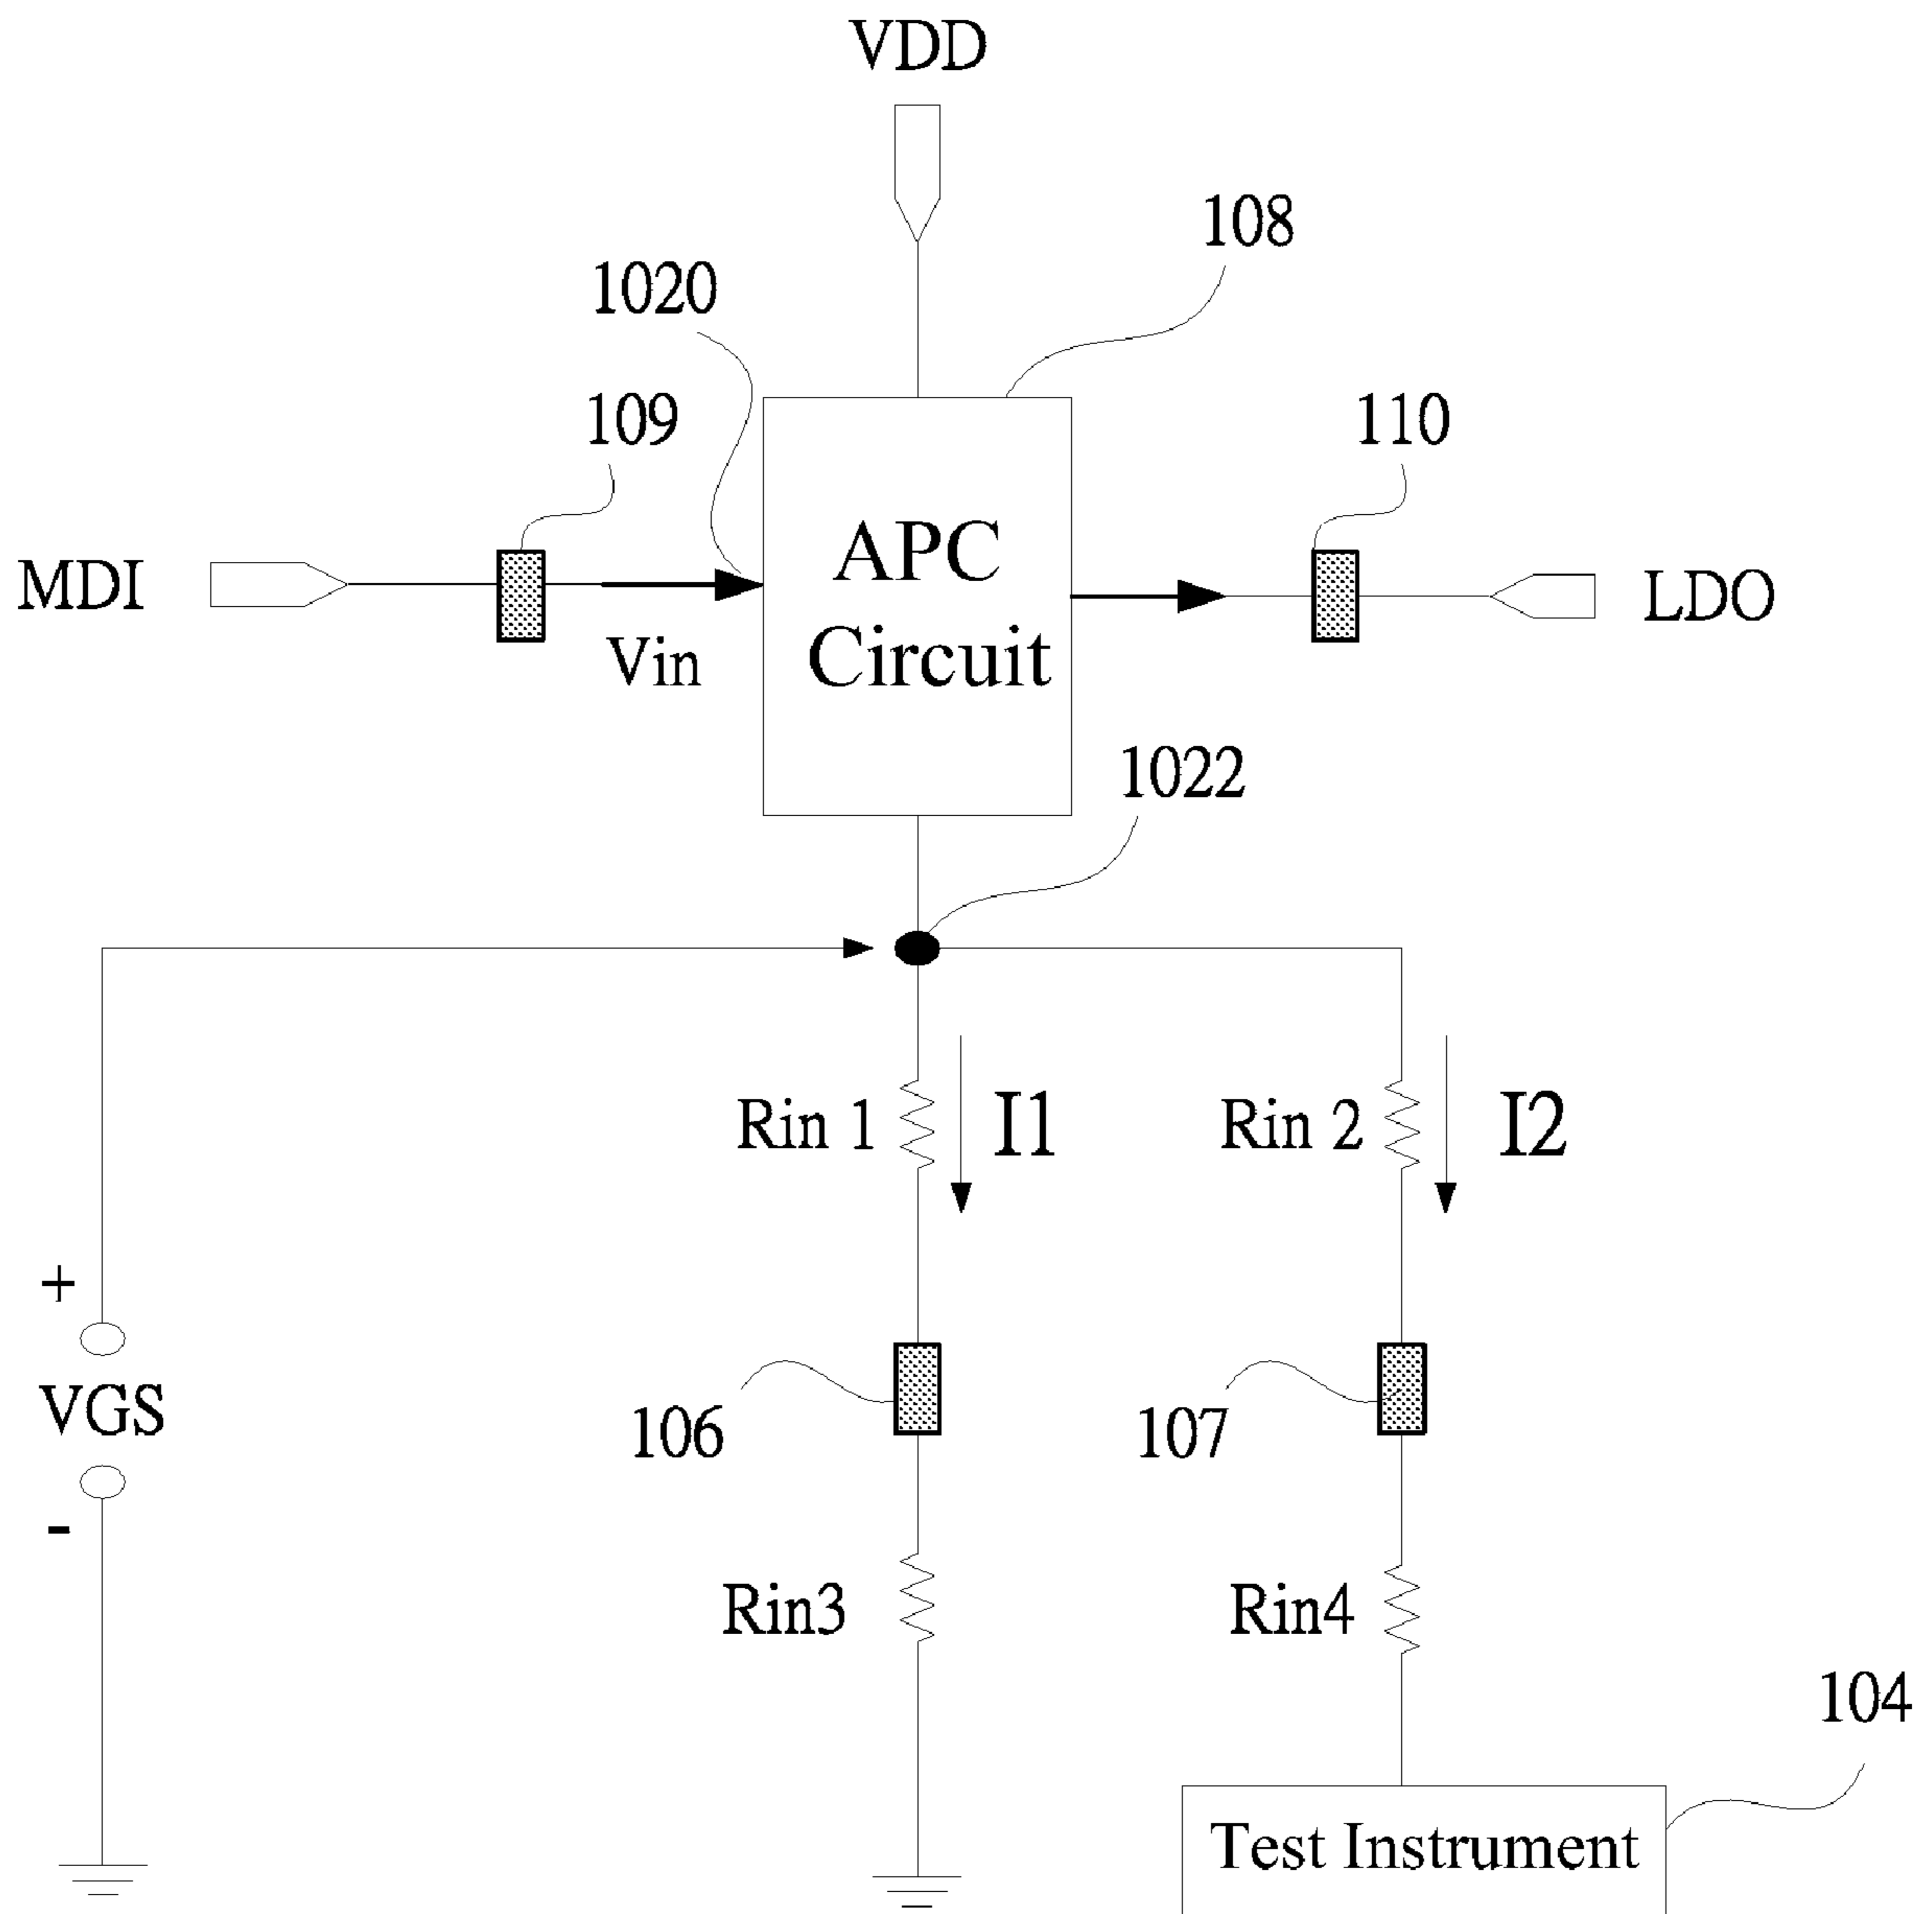 VDD
108
1020
109
110
MDI
APC
Circuit
LDO
Vin
1022
Rin 1
I1
Rin 2
I2
+
VGS
-
106
107
Rin3
Rin4
104
Test Instrument